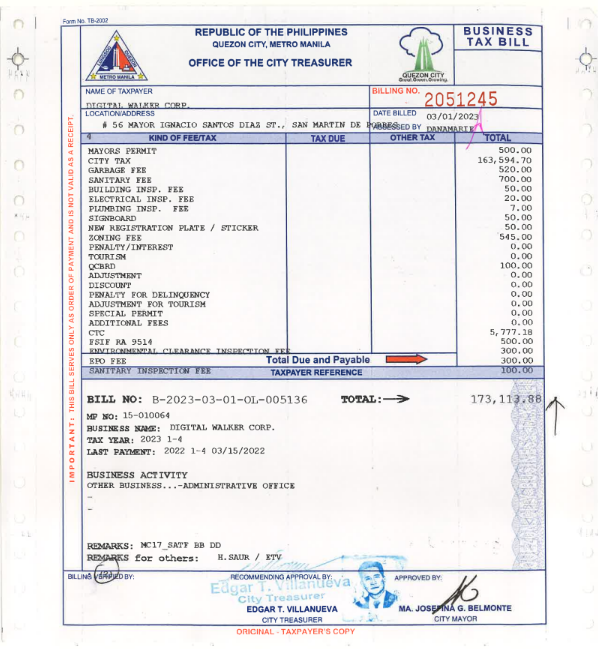 Form No. TB-2002
REPUBLIC OF THE PHILIPPINES
QUEZON CITY, METRO MANILA
OFFICE OF THE CITY TREASURER
METRO MANILA
QUEZON CITY
BUSINESS
TAX BILL
NAME OF TAXPAYER
DIGITAL WALKER CORP.
BILLING NO. 2051245
LOCATION/ADDRESS
# 56 MAYOR IGNACIO SANTOS DIAZ ST., SAN MARTIN DE PORRES
DATE BILLED 03/01/2023
ASSESSED BY DANAMARIE
4 KIND OF FEE/TAX TAX DUE OTHER TAX TOTAL
MAYORS PERMIT 500.00
CITY TAX 163,594.70
GARBAGE FEE 520.00
SANITARY FEE 700.00
BUILDING INSP. FEE 50.00
ELECTRICAL INSP. FEE 20.00
PLUMBING INSP. FEE 7.00
SIGNBOARD 50.00
NEW REGISTRATION PLATE / STICKER 50.00
ZONING FEE 545.00
PENALTY/INTEREST 0.00
TOURISM 0.00
QCBRD 100.00
ADJUSTMENT 0.00
DISCOUNT 0.00
PENALTY FOR DELINQUENCY 0.00
ADJUSTMENT FOR TOURISM 0.00
SPECIAL PERMIT 0.00
ADDITIONAL FEES 0.00
CTC 5,777.18
FSIF RA 9514 500.00
ENVIRONMENTAL CLEARANCE INSPECTION FEE 300.00
EPO FEE Total Due and Payable 300.00
SANITARY INSPECTION FEE TAXPAYER REFERENCE 100.00
BILL NO: B-2023-03-01-OL-005136 TOTAL: 173,113.88
MP NO: 15-010064
BUSINESS NAME: DIGITAL WALKER CORP.
TAX YEAR: 2023 1-4
LAST PAYMENT: 2022 1-4 03/15/2022
BUSINESS ACTIVITY
OTHER BUSINESS...-ADMINISTRATIVE OFFICE
–
–
REMARKS: MC17_SATF BB DD
REMARKS for others: H.SAUR / ETV
BILLING VERIFIED BY: RECOMMENDING APPROVAL BY: APPROVED BY:
Edgar T. Villanueva
City Treasurer
EDGAR T. VILLANUEVA MA. JOSEFINA G. BELMONTE
CITY TREASURER CITY MAYOR
ORIGINAL - TAXPAYER'S COPY
IMPORTANT: THIS BILL SERVES ONLY AS ORDER OF PAYMENT AND IS NOT VALID AS A RECEIPT.